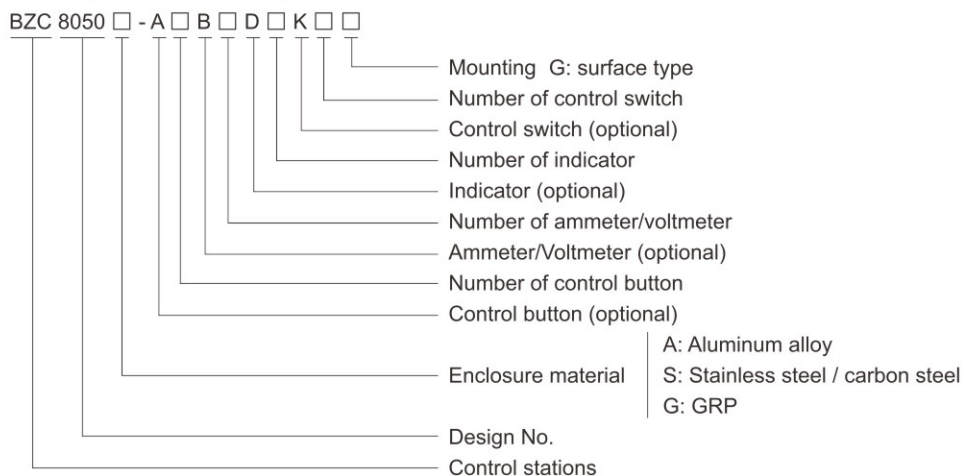 BZC 8050 □ - A □ B □ D □ K □ □
Mounting G: surface type
Number of control switch
Control switch (optional)
Number of indicator
Indicator (optional)
Number of ammeter/voltmeter
Ammeter/Voltmeter (optional)
Number of control button
Control button (optional)
Enclosure material
A: Aluminum alloy
S: Stainless steel / carbon steel
G: GRP
Design No.
Control stations